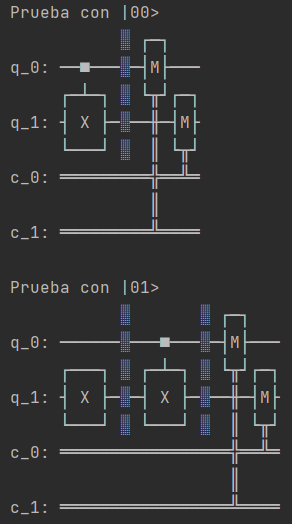 Prueba con |00>
q_0: M
q_1: X M
c_0:
c_1:
Prueba con |01>
q_0: M
q_1: X X M
c_0:
c_1: